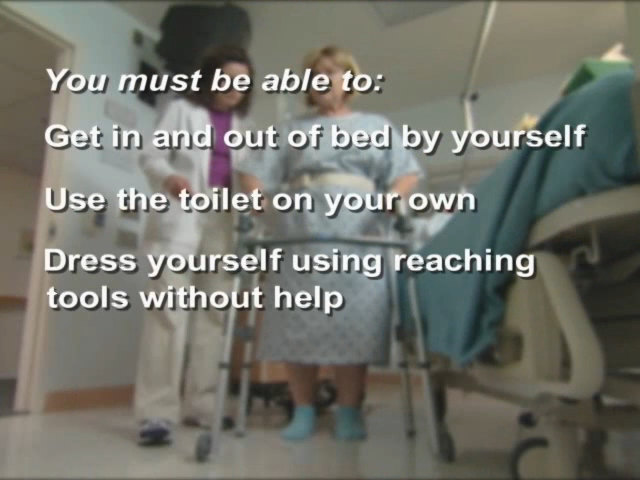 You must be able to:
Get in and out of bed by yourself
Use the toilet on your own
Dress yourself using reaching
tools without help